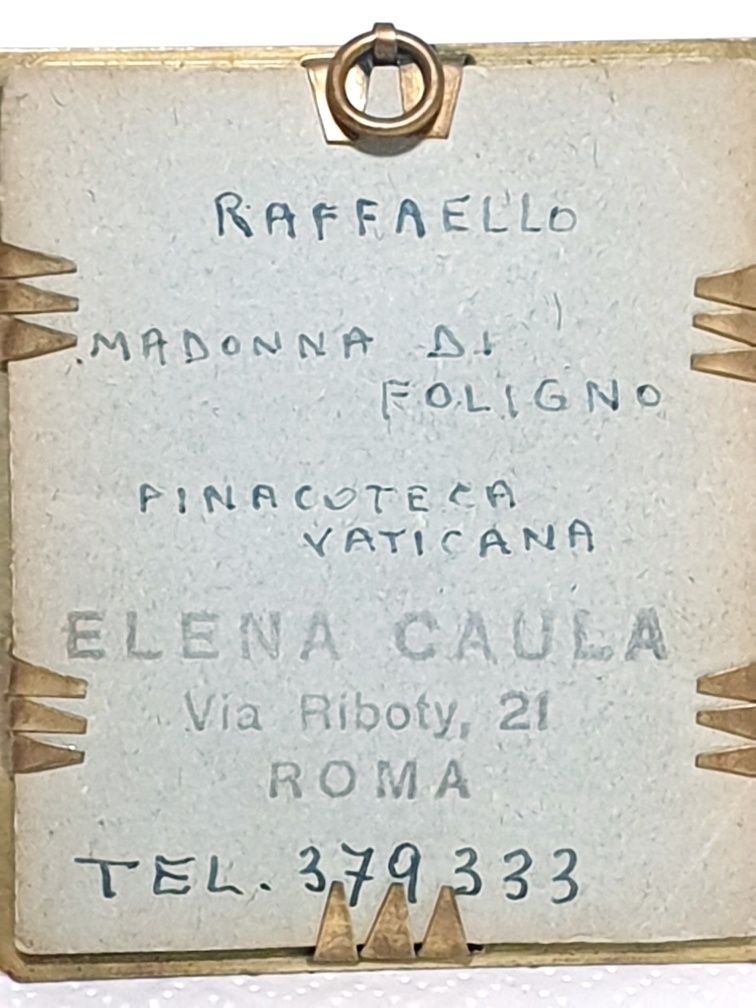 RAFFAELLO
MADONNA DI
FOLIGNO
PINACOTECA
VATICANA
ELENA CAULA
Via Riboty, 21
ROMA
TEL. 379333